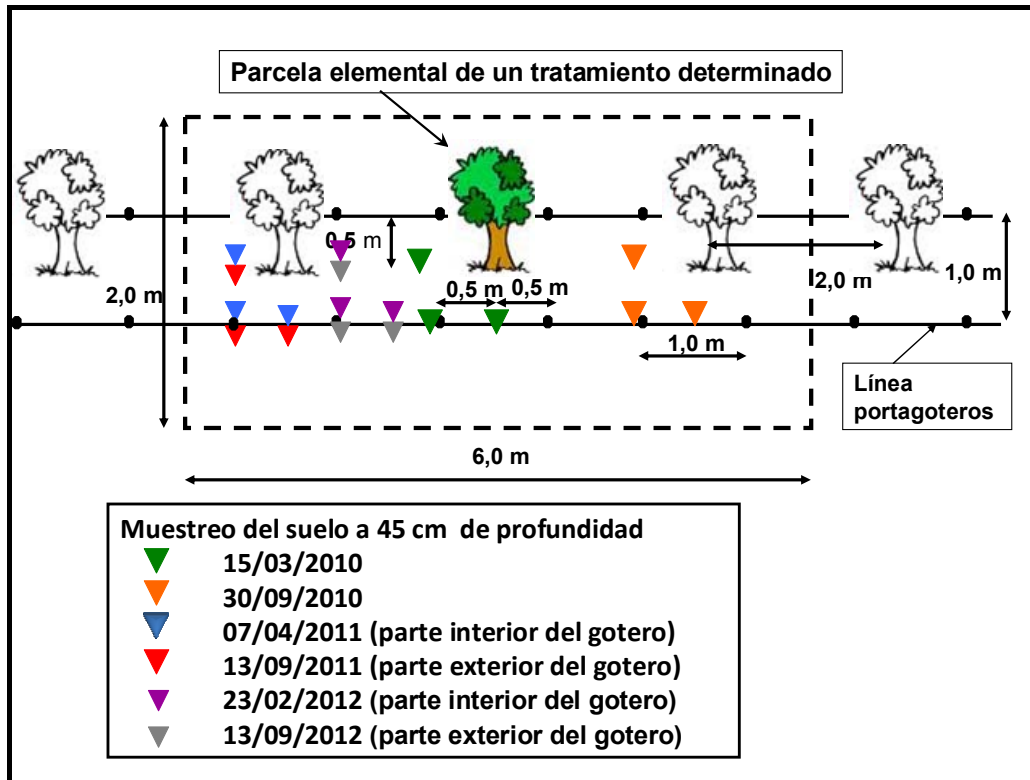 Parcela elemental de un tratamiento determinado
0,5 m
2,0 m
0,5 m
0,5 m
2,0 m
1,0 m
1,0 m
Línea
portagoteros
6,0 m
Muestreo del suelo a 45 cm de profundidad
15/03/2010
30/09/2010
07/04/2011 (parte interior del gotero)
13/09/2011 (parte exterior del gotero)
23/02/2012 (parte interior del gotero)
13/09/2012 (parte exterior del gotero)